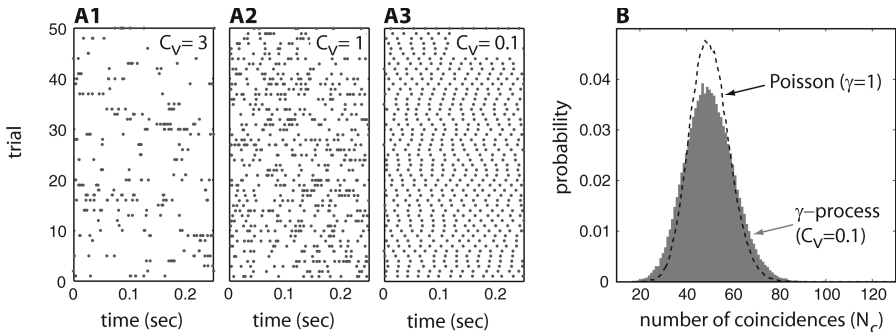 A1
A2
A3
B
C_V = 3
C_V = 1
C_V = 0.1
50
40
30
20
10
0
trial
0
0.1
0.2
time (sec)
0
0.1
0.2
time (sec)
0
0.1
0.2
time (sec)
0.04
0.03
0.02
0.01
0
probability
Poisson (γ=1)
γ−process
(C_V=0.1)
20
40
60
80
100
120
number of coincidences (N_c)